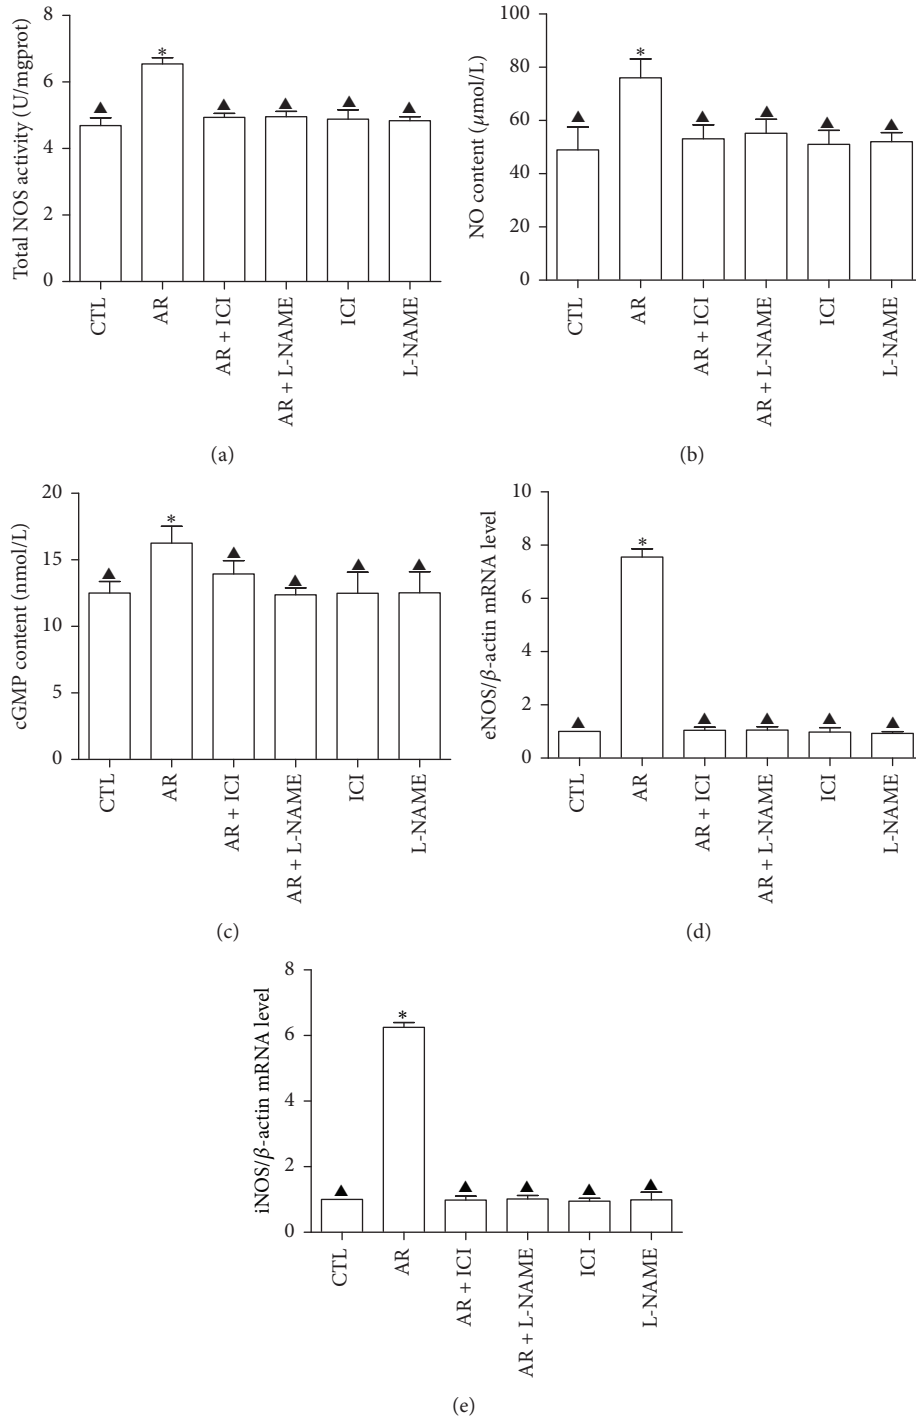 Total NOS activity (U/mgprot)
8
6
4
2
0
*
▲ ▲ ▲ ▲ ▲
CTL
AR
AR + ICI
AR + L-NAME
ICI
L-NAME
(a)
NO content (μmol/L)
100
80
60
40
20
0
*
▲ ▲ ▲ ▲ ▲
CTL
AR
AR + ICI
AR + L-NAME
ICI
L-NAME
(b)
cGMP content (nmol/L)
20
15
10
5
0
*
▲ ▲ ▲ ▲ ▲
CTL
AR
AR + ICI
AR + L-NAME
ICI
L-NAME
(c)
eNOS/β-actin mRNA level
10
8
6
4
2
0
*
▲ ▲ ▲ ▲ ▲
CTL
AR
AR + ICI
AR + L-NAME
ICI
L-NAME
(d)
iNOS/β-actin mRNA level
8
6
4
2
0
*
▲ ▲ ▲ ▲ ▲
CTL
AR
AR + ICI
AR + L-NAME
ICI
L-NAME
(e)